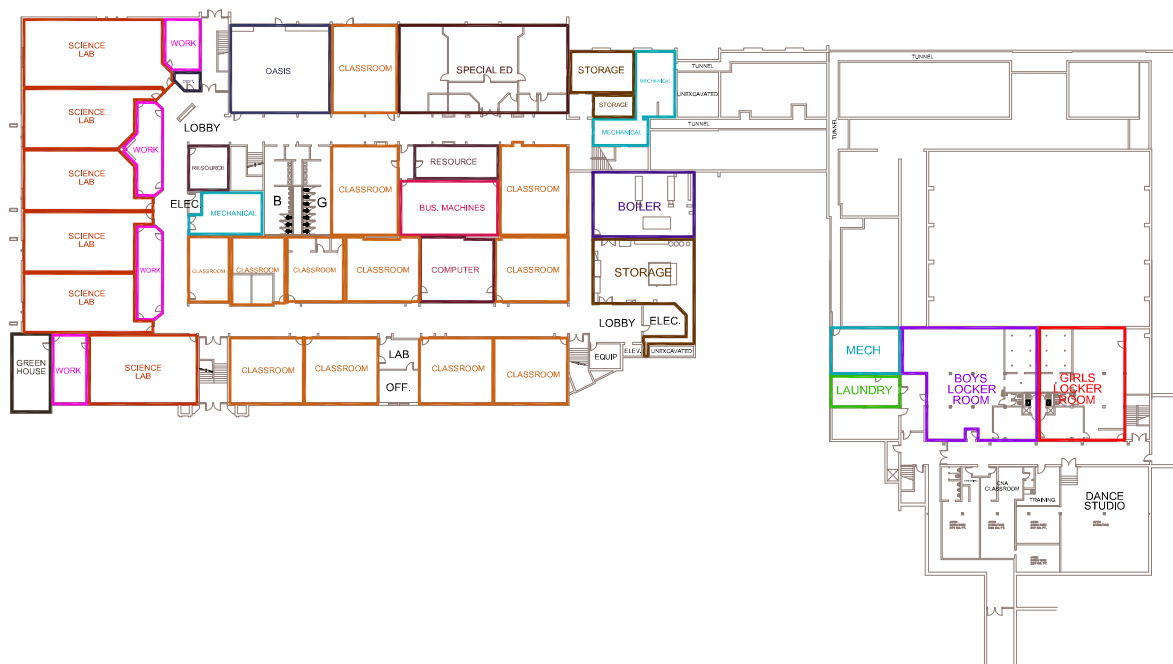 SCIENCE
LAB
WORK
OASIS
CLASSROOM
SPECIAL ED
STORAGE
MECHANICAL
TUNNEL
UNEXCAVATED
TUNNEL
STORAGE
MECHANICAL
TUNNEL
TUNNEL
SCIENCE
LAB
LOBBY
WORK
SCIENCE
LAB
RESOURCE
CLASSROOM
RESOURCE
CLASSROOM
ELEC.
MECHANICAL
B
G
BUS. MACHINES
BOILER
SCIENCE
LAB
WORK
CLASSROOM
CLASSROOM
CLASSROOM
CLASSROOM
COMPUTER
CLASSROOM
STORAGE
SCIENCE
LAB
LOBBY
ELEC.
GREEN
HOUSE
WORK
SCIENCE
LAB
CLASSROOM
CLASSROOM
LAB
OFF.
CLASSROOM
CLASSROOM
EQUIP
ELEV.
UNEXCAVATED
MECH
LAUNDRY
BOYS
LOCKER
ROOM
GIRLS
LOCKER
ROOM
CNA
CLASSROOM
TRAINING
DANCE
STUDIO